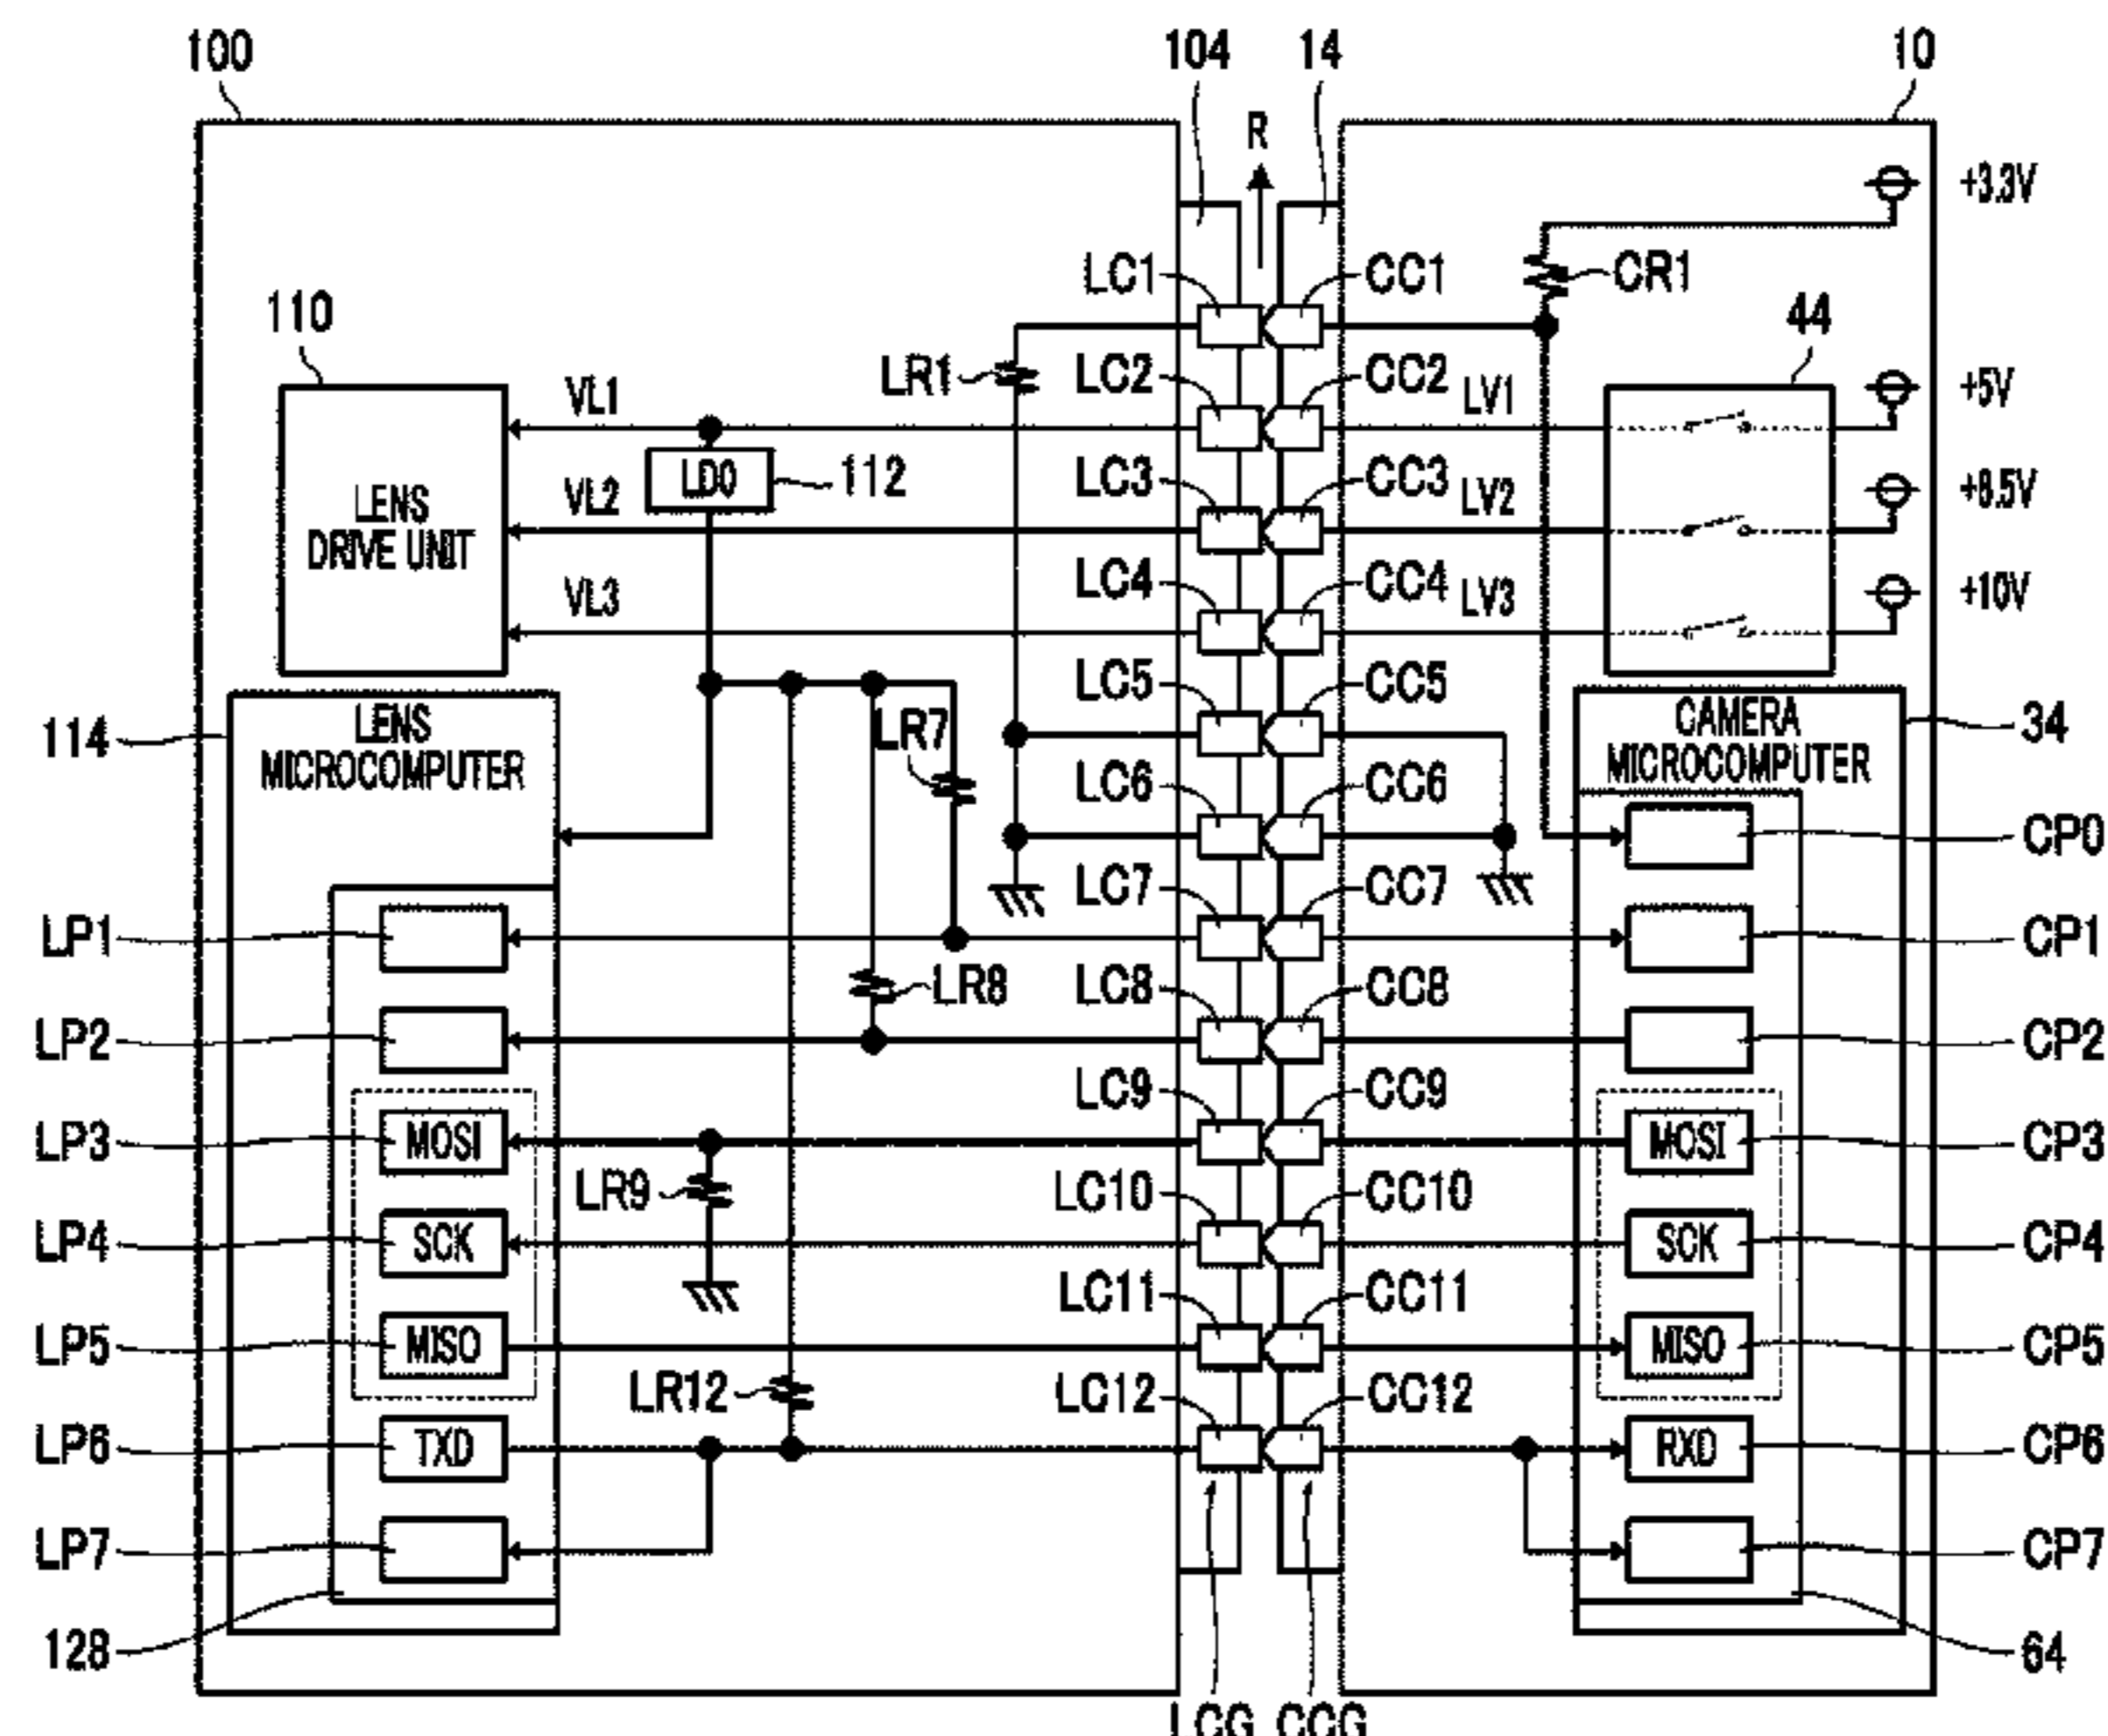 100
104
14
10
R
+3.3V
LC1
CC1
CR1
110
44
LR1
LC2
CC2
VL1
LV1
+5V
LD0
112
LC3
CC3
VL2
LV2
+8.5V
LENS
DRIVE UNIT
LC4
CC4
VL3
LV3
+10V
LC5
CC5
114
LENS
MICROCOMPUTER
LR7
CAMERA
MICROCOMPUTER
34
LC6
CC6
CP0
LC7
CC7
LP1
CP1
LR8
LC8
CC8
LP2
CP2
LC9
CC9
LP3
MOSI
MOSI
CP3
LR9
LC10
CC10
LP4
SCK
SCK
CP4
LC11
CC11
LP5
MISO
MISO
CP5
LR12
LC12
CC12
LP6
TXD
RXD
CP6
LP7
CP7
128
64
LCG
CCG